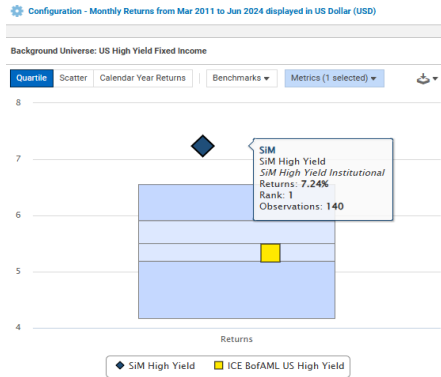 Configuration - Monthly Returns from Mar 2011 to Jun 2024 displayed in US Dollar (USD)
Background Universe: US High Yield Fixed Income
Quartile Scatter Calendar Year Returns Benchmarks Metrics (1 selected)
8
7
6
5
4
SiM
SiM High Yield
SiM High Yield Institutional
Returns: 7.24%
Rank: 1
Observations: 140
Returns
SiM High Yield ICE BofAML US High Yield